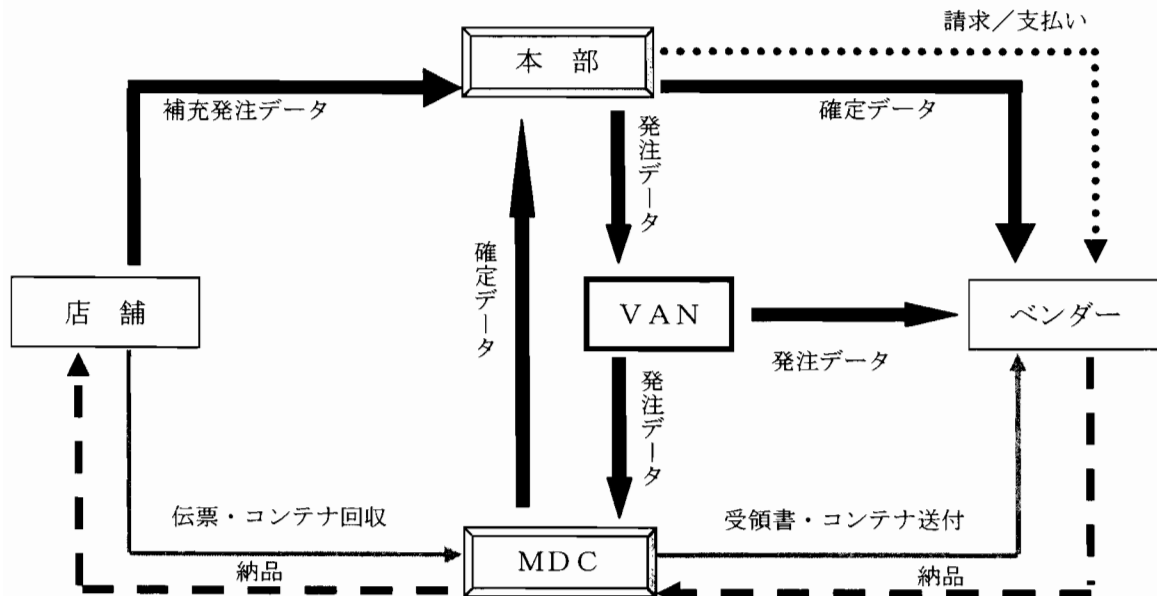 請求／支払い
本　部
補充発注データ
確定データ
発注データ
確定データ
店　舗
ＶＡＮ
ベンダー
発注データ
発注データ
伝票・コンテナ回収
受領書・コンテナ送付
ＭＤＣ
納品
納品